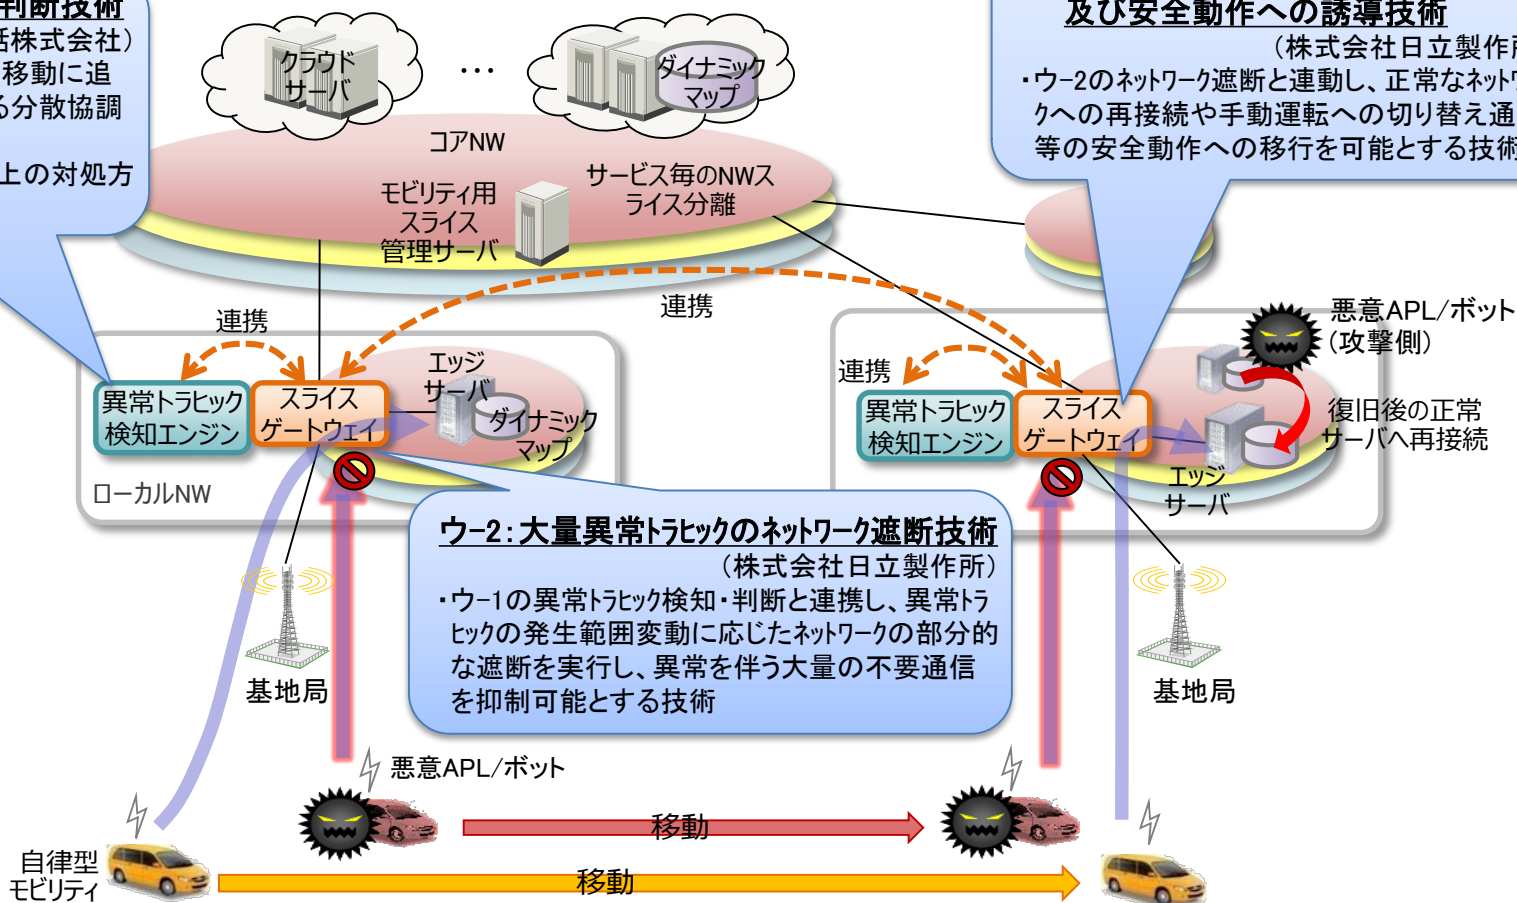 判断技術
話株式会社）
移動に追
る分散協調
上の対処方
クラウド
サーバ
…
ダイナミック
マップ
及び安全動作への誘導技術
（株式会社日立製作所
・ウ-2のネットワーク遮断と連動し、正常なネットワ
クへの再接続や手動運転への切り替え通
等の安全動作への移行を可能とする技術
コアNW
モビリティ用
スライス
管理サーバ
サービス毎のNWス
ライス分離
連携
連携
連携
異常トラヒック
検知エンジン
スライス
ゲートウェイ
エッジ
サーバ
ダイナミック
マップ
ローカルNW
異常トラヒック
検知エンジン
スライス
ゲートウェイ
エッジ
サーバ
悪意APL/ボット
（攻撃側）
復旧後の正常
サーバへ再接続
ウ-2：大量異常トラヒックのネットワーク遮断技術
（株式会社日立製作所）
・ウ-1の異常トラヒック検知・判断と連携し、異常トラ
ヒックの発生範囲変動に応じたネットワークの部分的
な遮断を実行し、異常を伴う大量の不要通信
を抑制可能とする技術
基地局
基地局
悪意APL/ボット
移動
自律型
モビリティ
移動